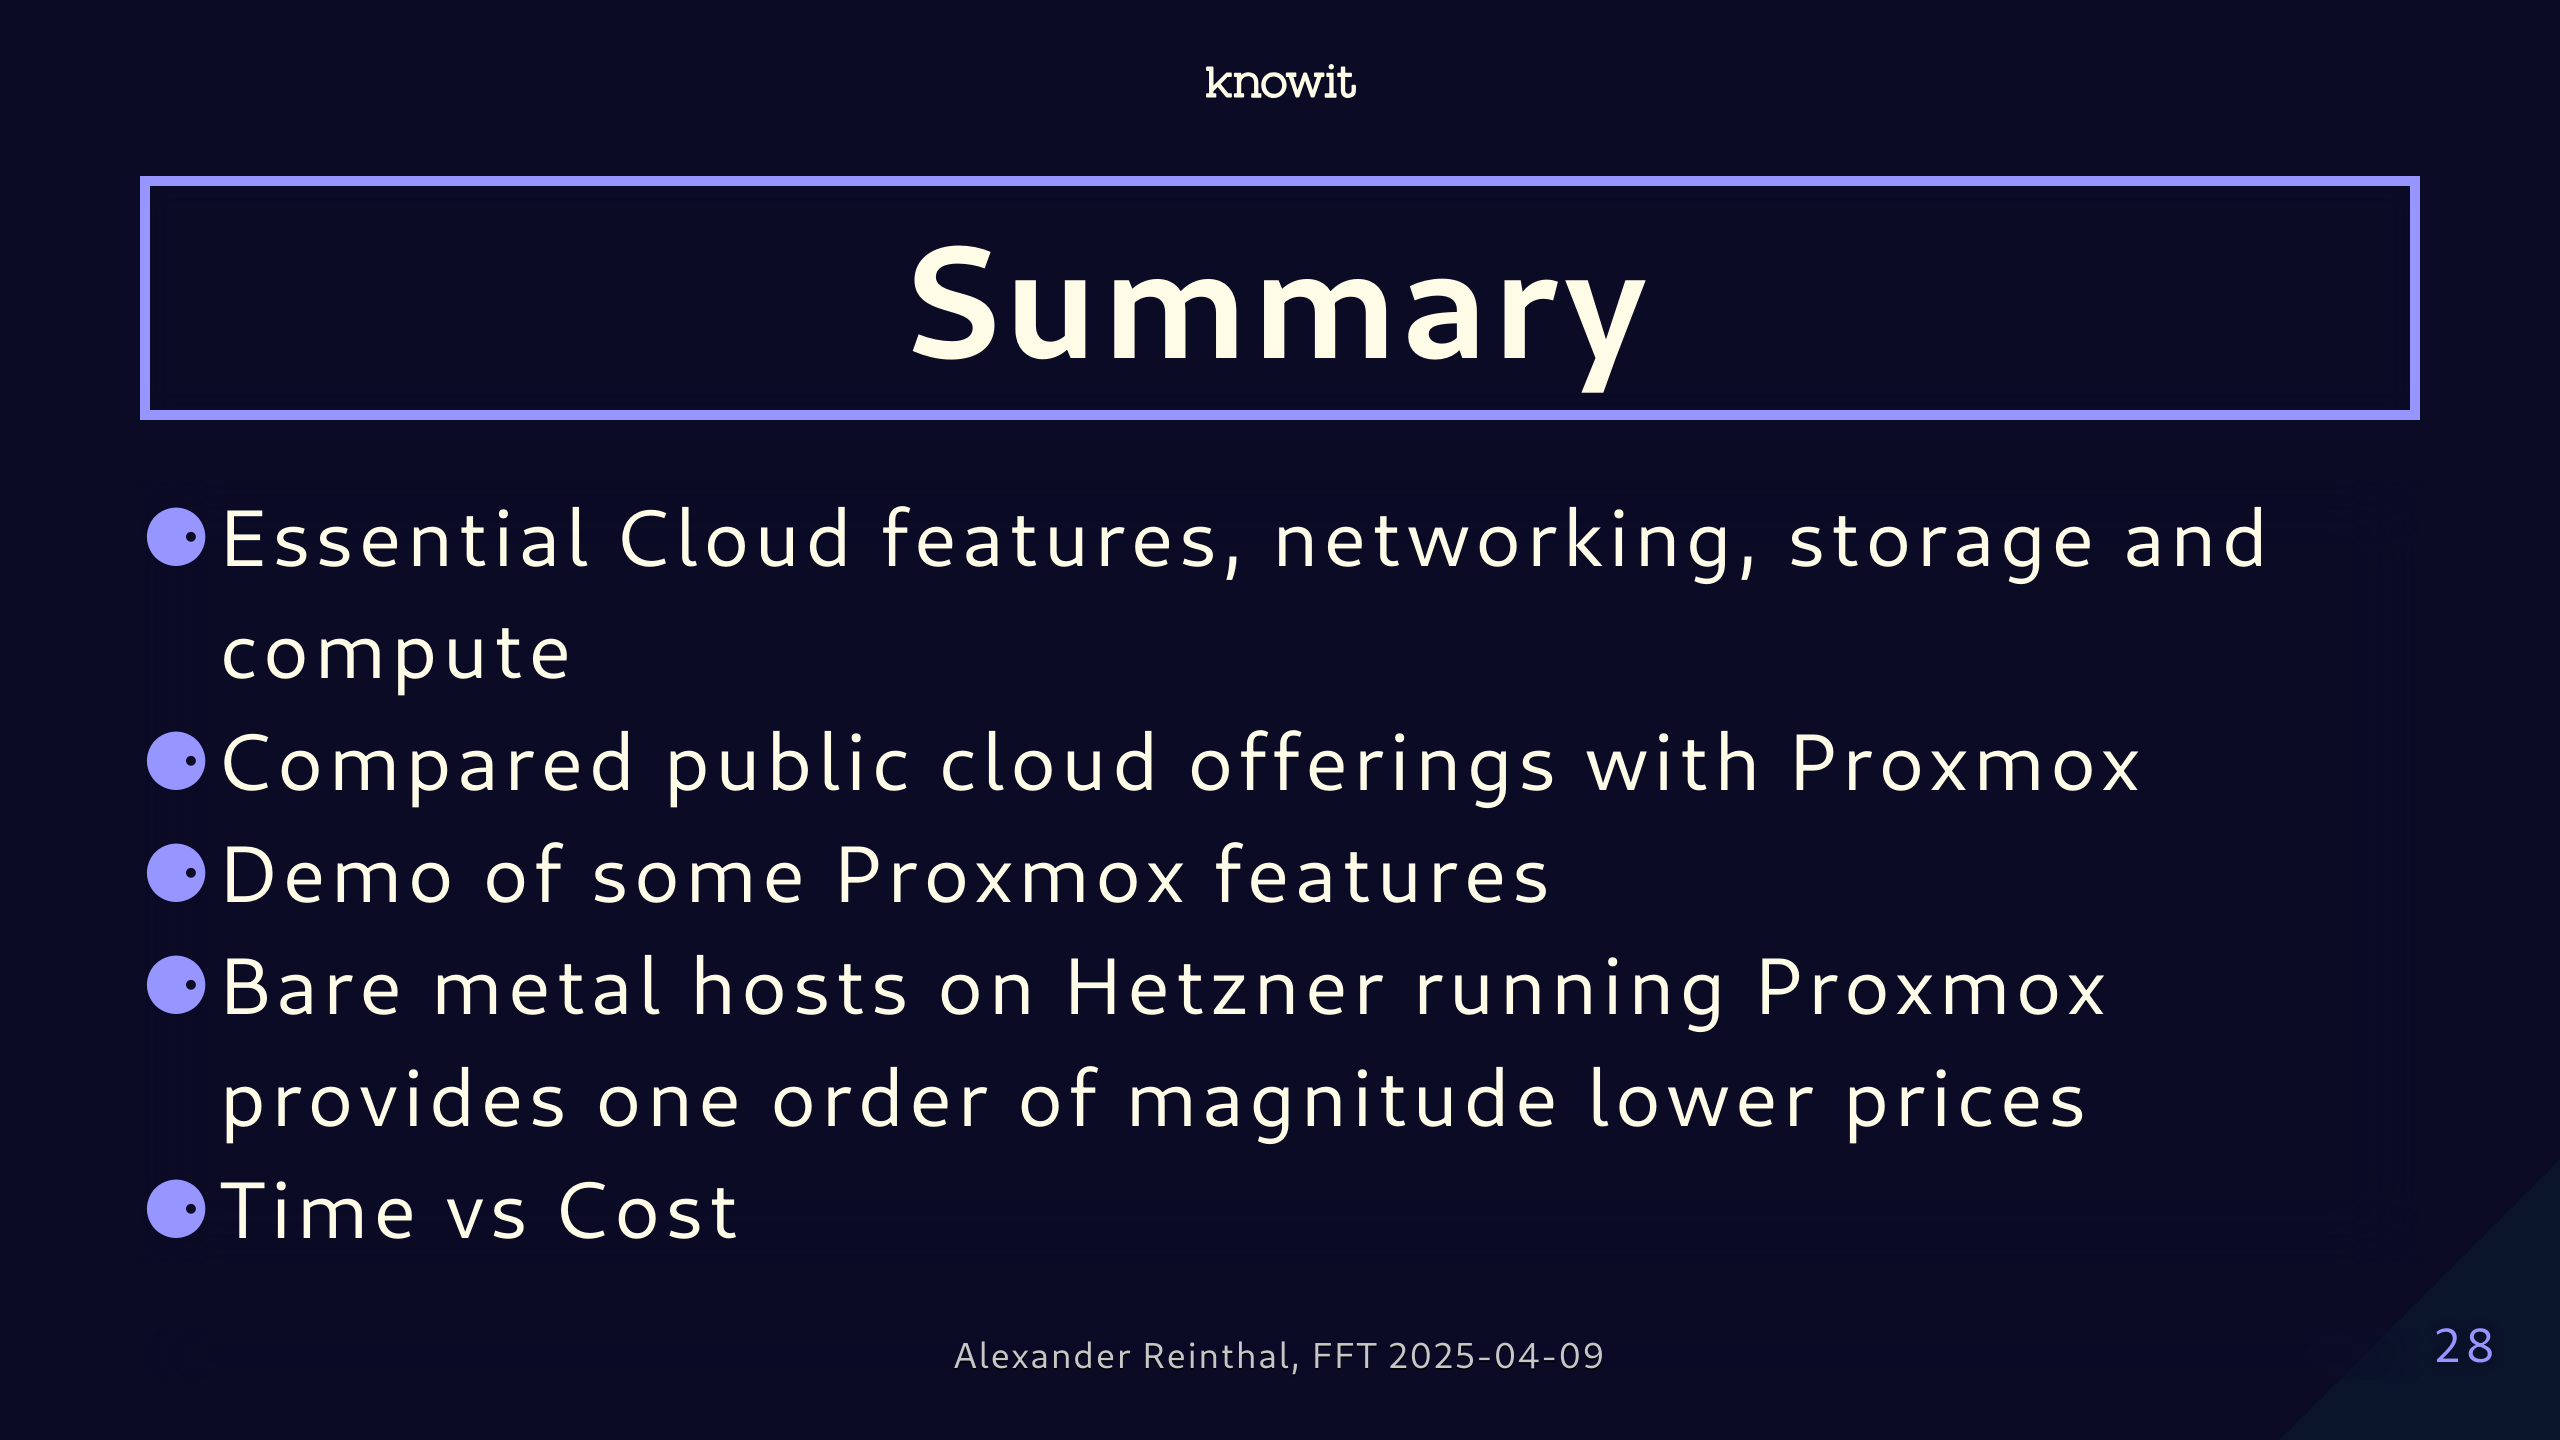 knowit
Summary
Essential Cloud features, networking, storage and
compute
Compared public cloud offerings with Proxmox
Demo of some Proxmox features
Bare metal hosts on Hetzner running Proxmox
provides one order of magnitude lower prices
Time vs Cost
Alexander Reinthal, FFT 2025-04-09
28